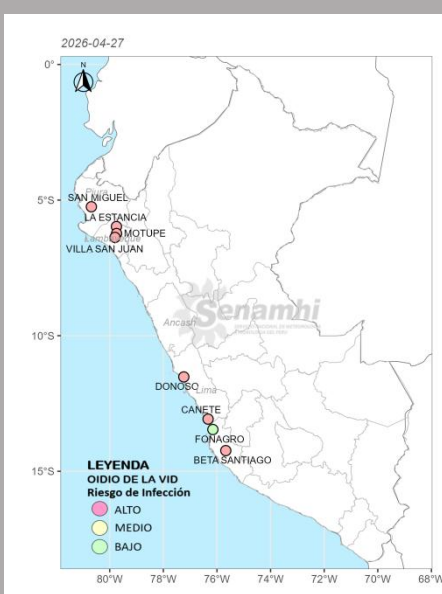 2026-04-27
N
0°
5°S
10°S
15°S
Piura
SAN MIGUEL
LA ESTANCIA
MOTUPE
Lambayeque
VILLA SAN JUAN
Senamhi
Ancash
DONOSO
Lima
CANETE
FONAGRO
BETA SANTIAGO
LEYENDA
OIDIO DE LA VID
Riesgo de Infección
ALTO
MEDIO
BAJO
80°W 78°W 76°W 74°W 72°W 70°W 68°W